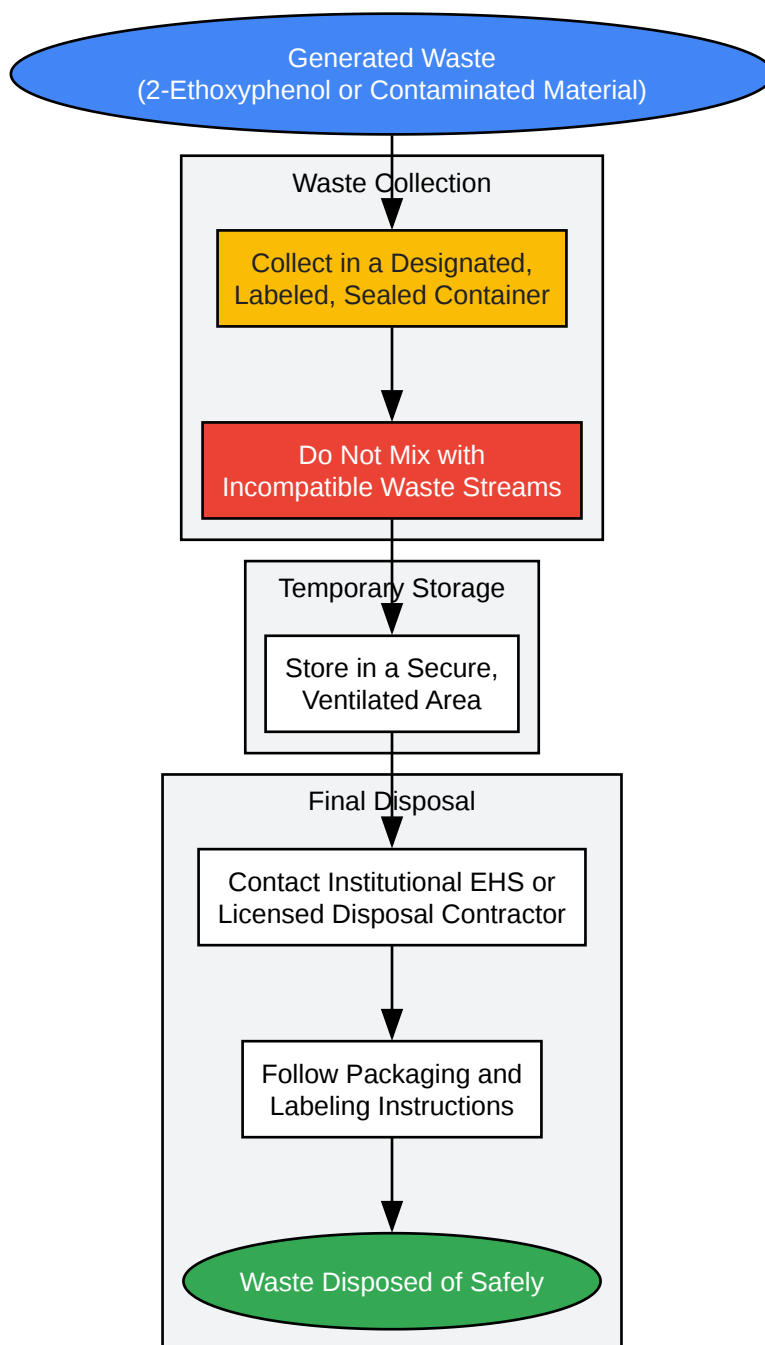 Generated Waste
(2-Ethoxyphenol or Contaminated Material)
Waste Collection
Collect in a Designated,
Labeled, Sealed Container
Do Not Mix with
Incompatible Waste Streams
Temporary Storage
Store in a Secure,
Ventilated Area
Final Disposal
Contact Institutional EHS or
Licensed Disposal Contractor
Follow Packaging and
Labeling Instructions
Waste Disposed of Safely